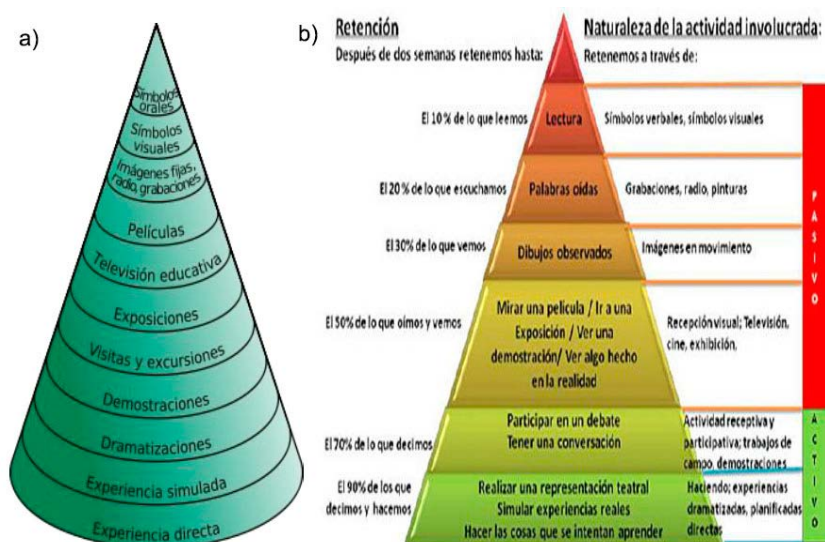 a)
Símbolos
orales
Símbolos
visuales
Imágenes fijas,
radio, grabaciones
Películas
Televisión educativa
Exposiciones
Visitas y excursiones
Demostraciones
Dramatizaciones
Experiencia simulada
Experiencia directa
b)
Retención
Después de dos semanas retenemos hasta:
Naturaleza de la actividad involucrada:
Retenemos a través de:
El 10% de lo que leemos
Lectura
Símbolos verbales, símbolos visuales
El 20% de lo que escuchamos
Palabras oídas
Grabaciones, radio, pinturas
El 30% de lo que vemos
Dibujos observados
Imágenes en movimiento
El 50% de lo que oímos y vemos
Mirar una película / Ir a una
Exposición / Ver una
demostración/ Ver algo hecho
en la realidad
Recepción visual; Televisión,
cine, exhibición,
PASIVO
El 70% de lo que decimos
Participar en un debate
Tener una conversación
Actividad receptiva y
participativa; trabajos de
campo, demostraciones
El 90% de los que
decimos y hacemos
Realizar una representación teatral
Simular experiencias reales
Hacer las cosas que se intentan aprender
Haciendo; experiencias
dramatizadas, planificadas
directas
ACTIVO